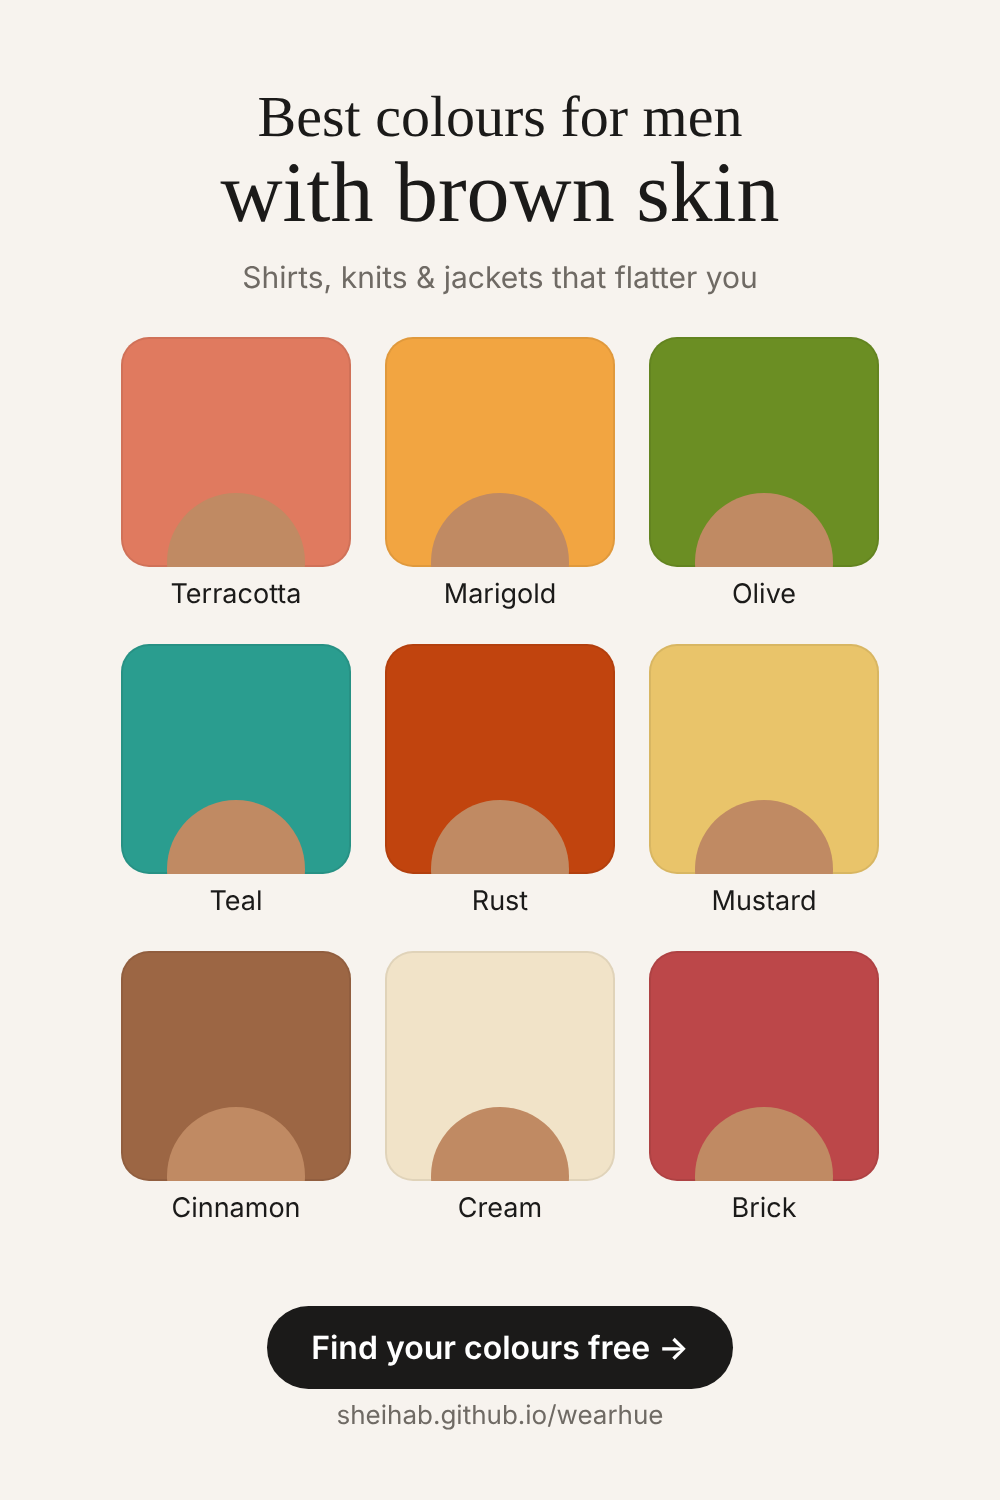 Best colours for men
with brown skin
Shirts, knits & jackets that flatter you
Terracotta
Marigold
Olive
Teal
Rust
Mustard
Cinnamon
Cream
Brick
Find your colours free →
sheihab.github.io/wearhue